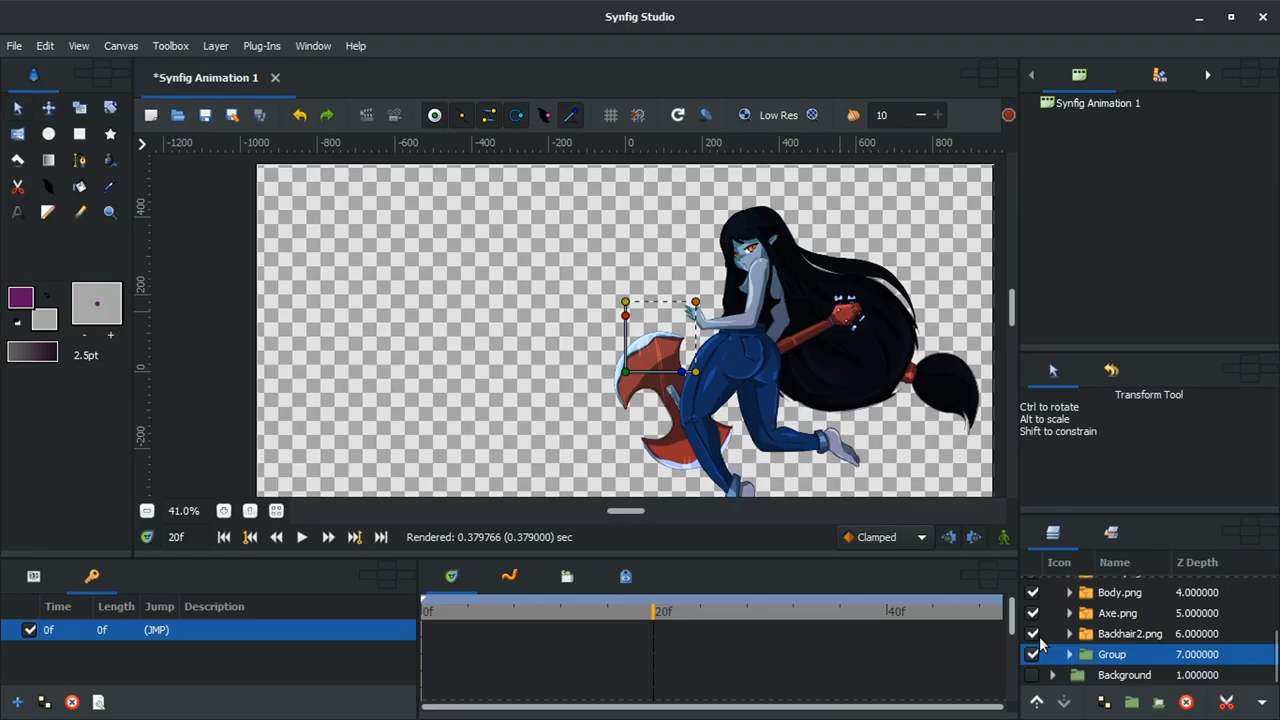 Synfig Studio
File Edit View Canvas Toolbox Layer Plug-Ins Window Help
*Synfig Animation 1
Low Res 10
-1200 -1000 -800 -600 -400 -200 0 200 400 600 800
400
200
0
-200
2.5pt
41.0%
20f Rendered: 0.379766 (0.379000) sec Clamped
Time Length Jump Description
0f 0f (JMP)
0f 20f 40f
Synfig Animation 1
Transform Tool
Ctrl to rotate
Alt to scale
Shift to constrain
Icon Name Z Depth
Body.png 4.000000
Axe.png 5.000000
Backhair2.png 6.000000
Group 7.000000
Background 1.000000